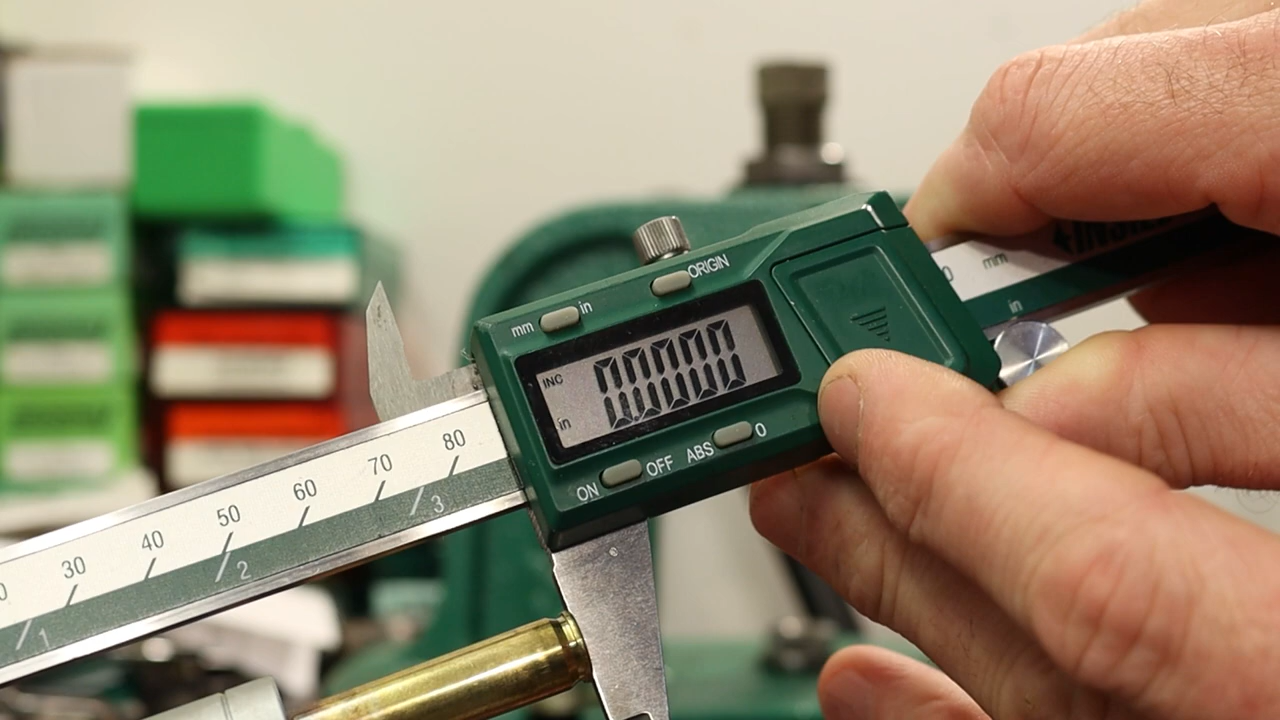 ORIGIN
mm in
INC
in
0.0000
ON OFF ABS 0
mm
in
30 40 50 60 70 80
1 2 3